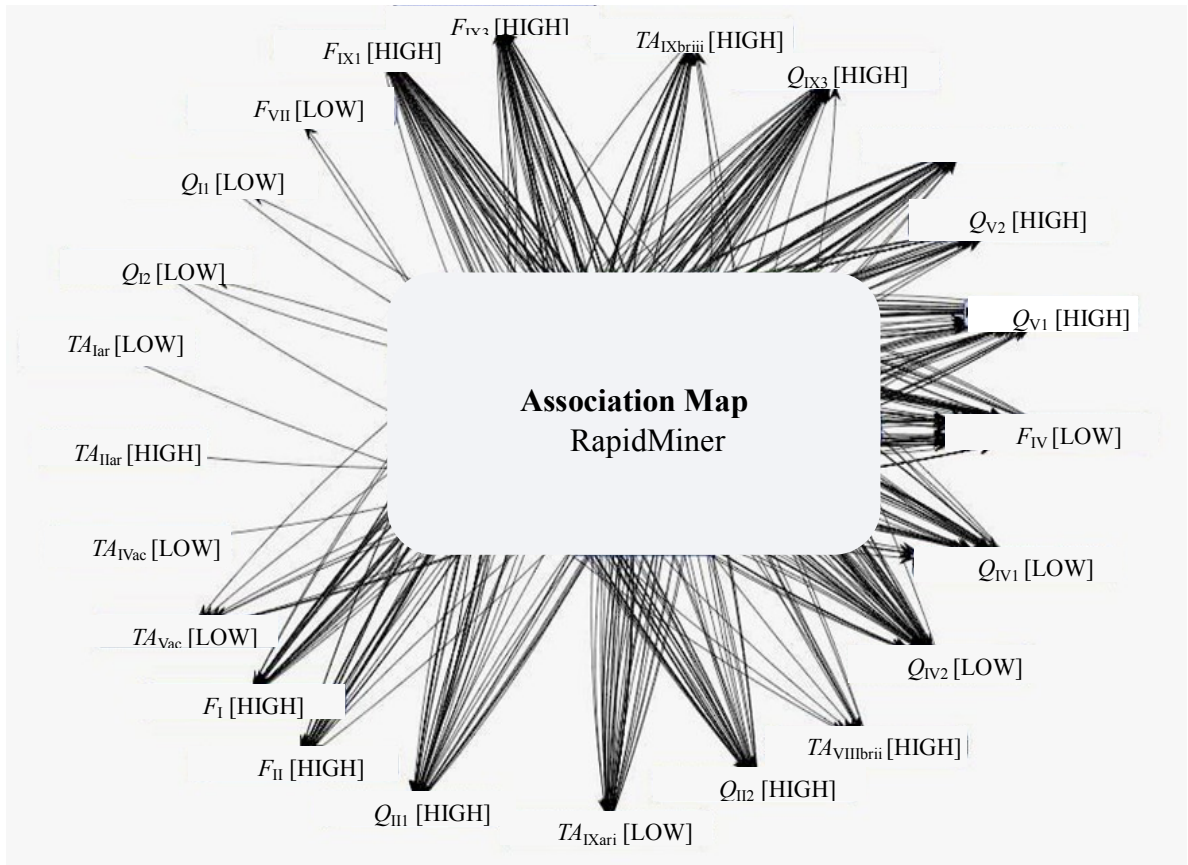 F_IX3 [HIGH]
F_IX1 [HIGH]
TA_IXbriii [HIGH]
Q_IX3 [HIGH]
F_VII [LOW]
Q_I1 [LOW]
Q_V2 [HIGH]
Q_I2 [LOW]
Q_V1 [HIGH]
TA_Iar [LOW]
Association Map
RapidMiner
F_IV [LOW]
TA_IIar [HIGH]
TA_IVac [LOW]
Q_IV1 [LOW]
TA_Vac [LOW]
Q_IV2 [LOW]
F_I [HIGH]
TA_VIIIbrii [HIGH]
F_II [HIGH]
Q_II2 [HIGH]
Q_II1 [HIGH]
TA_IXari [LOW]